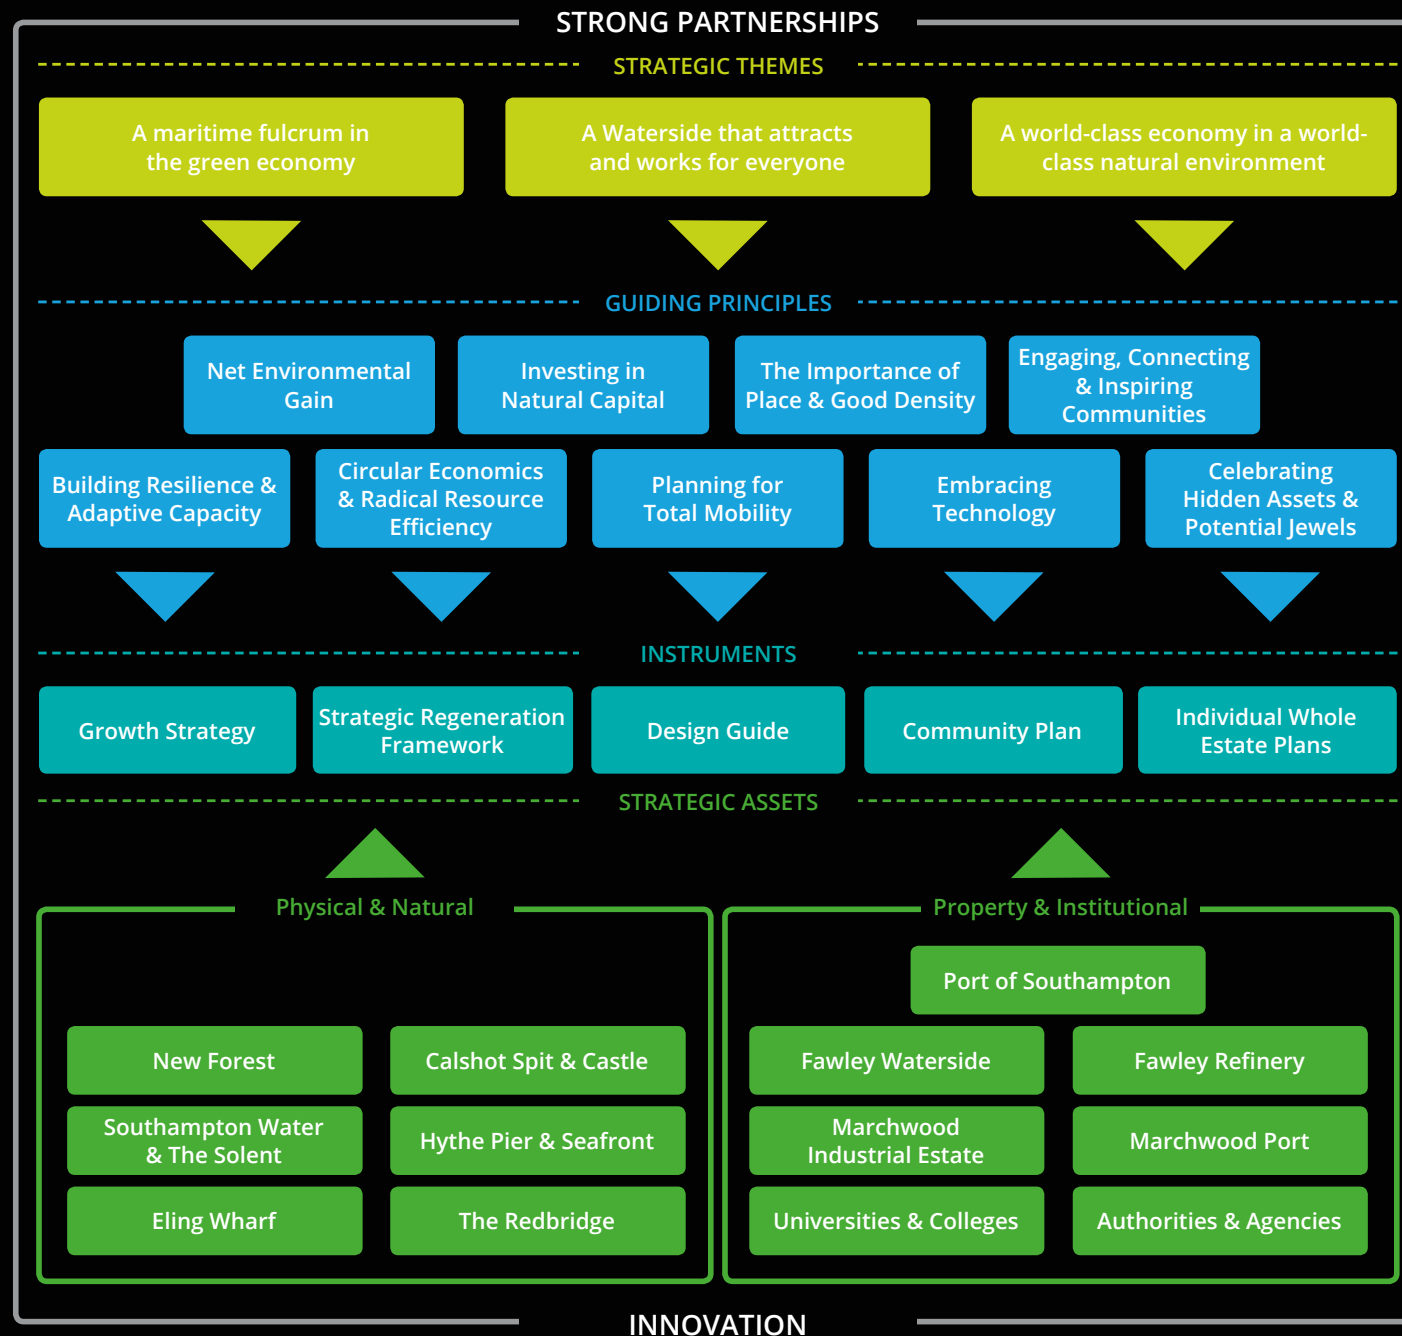 STRONG PARTNERSHIPS
STRATEGIC THEMES
A maritime fulcrum in
the green economy
A Waterside that attracts
and works for everyone
A world-class economy in a world-
class natural environment
GUIDING PRINCIPLES
Net Environmental
Gain
Investing in
Natural Capital
The Importance of
Place & Good Density
Engaging, Connecting
& Inspiring
Communities
Building Resilience &
Adaptive Capacity
Circular Economics
& Radical Resource
Efficiency
Planning for
Total Mobility
Embracing
Technology
Celebrating
Hidden Assets &
Potential Jewels
INSTRUMENTS
Growth Strategy
Strategic Regeneration
Framework
Design Guide
Community Plan
Individual Whole
Estate Plans
STRATEGIC ASSETS
Physical & Natural
New Forest
Calshot Spit & Castle
Southampton Water
& The Solent
Hythe Pier & Seafront
Eling Wharf
The Redbridge
Property & Institutional
Port of Southampton
Fawley Waterside
Fawley Refinery
Marchwood
Industrial Estate
Marchwood Port
Universities & Colleges
Authorities & Agencies
INNOVATION